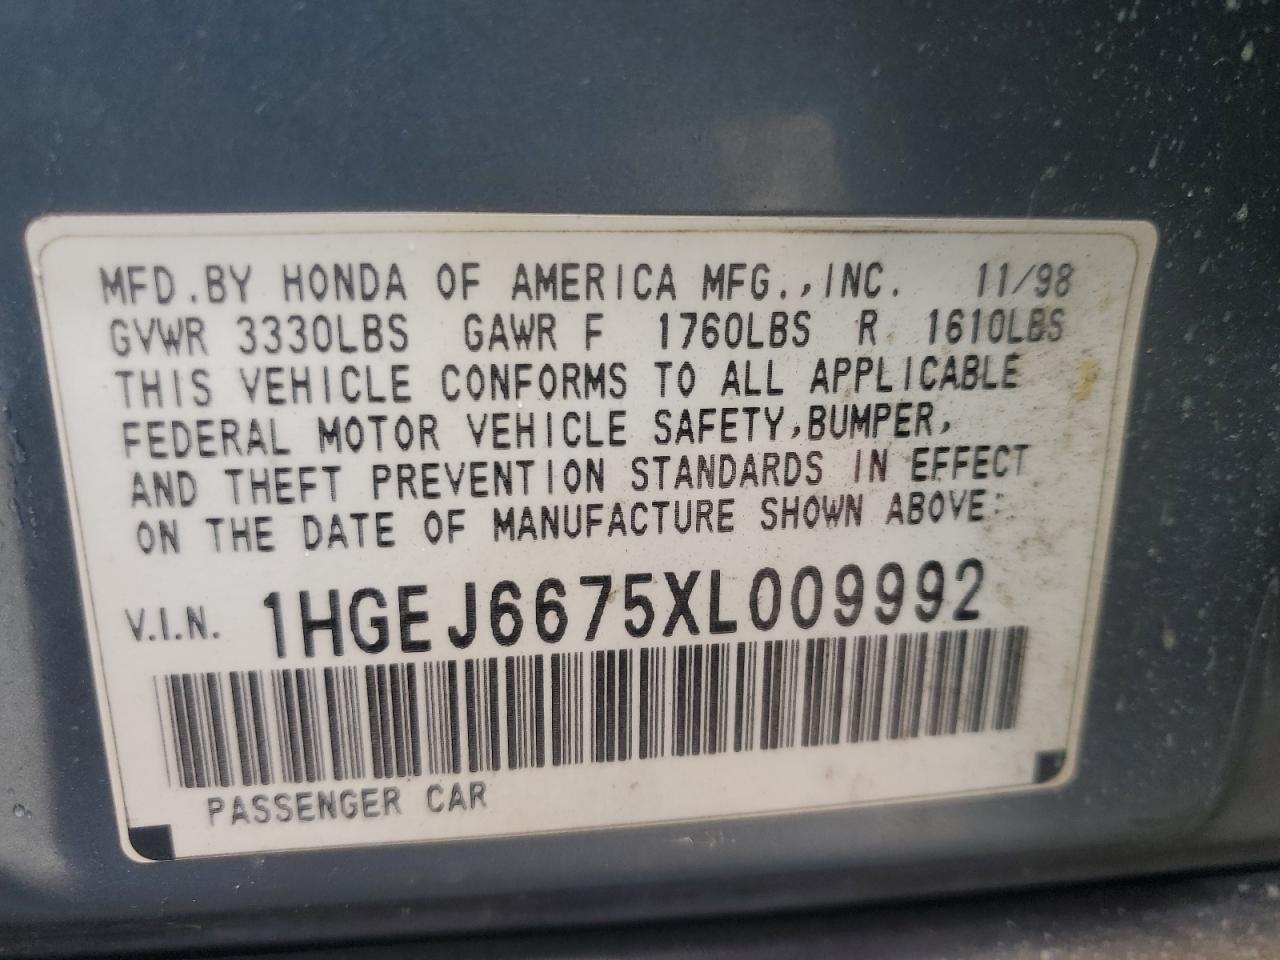 MFD.BY HONDA OF AMERICA MFG.,INC. 11/98
GVWR 3330LBS GAWR F 1760LBS R 1610LBS
THIS VEHICLE CONFORMS TO ALL APPLICABLE
FEDERAL MOTOR VEHICLE SAFETY,BUMPER,
AND THEFT PREVENTION STANDARDS IN EFFECT
ON THE DATE OF MANUFACTURE SHOWN ABOVE:
V.I.N. 1HGEJ6675XL009992
PASSENGER CAR